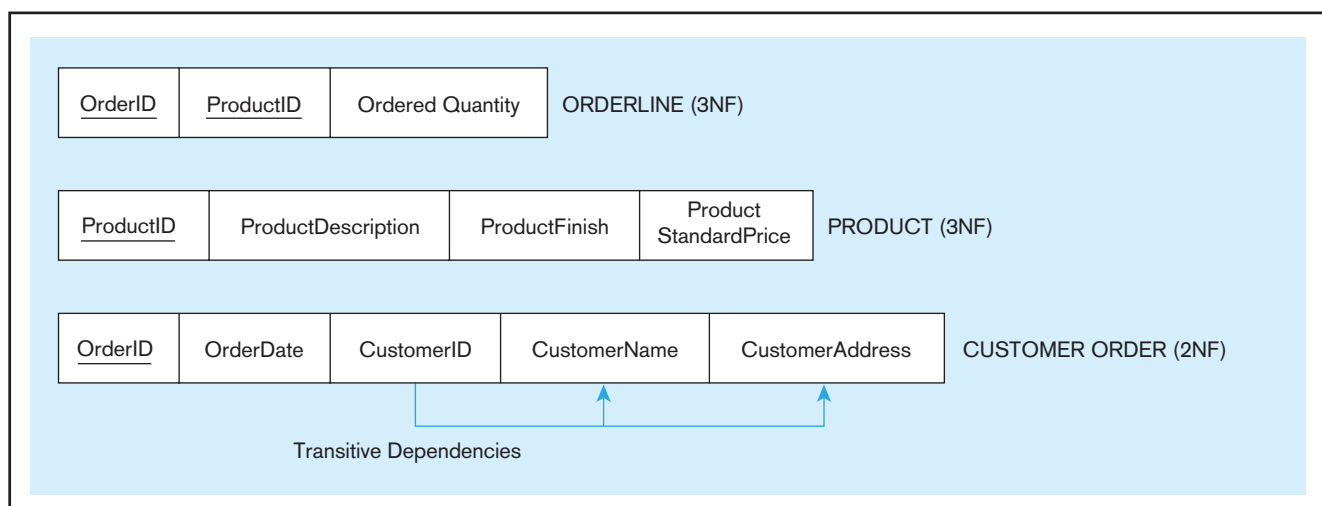 OrderID ProductID Ordered Quantity ORDERLINE (3NF)
ProductID ProductDescription ProductFinish Product StandardPrice PRODUCT (3NF)
OrderID OrderDate CustomerID CustomerName CustomerAddress CUSTOMER ORDER (2NF)
Transitive Dependencies